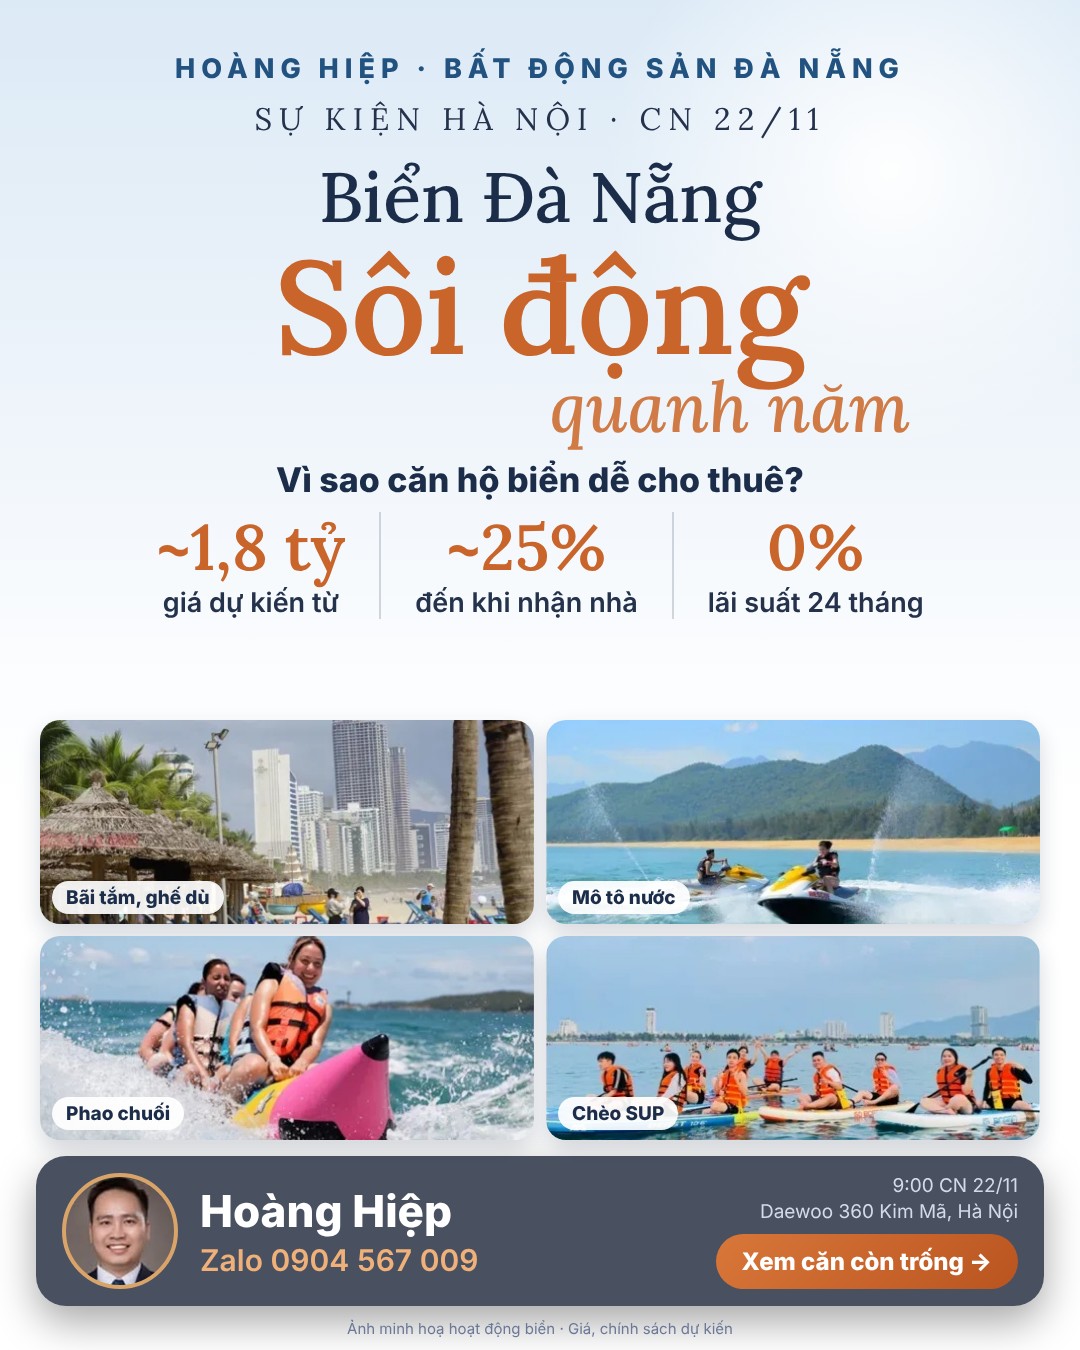 HOÀNG HIỆP · BẤT ĐỘNG SẢN ĐÀ NẴNG
SỰ KIỆN HÀ NỘI · CN 22/11
Biển Đà Nẵng
Sôi động
quanh năm
Vì sao căn hộ biển dễ cho thuê?
~1,8 tỷ
giá dự kiến từ
~25%
đến khi nhận nhà
0%
lãi suất 24 tháng
Bãi tắm, ghế dù
Mô tô nước
Phao chuối
Chèo SUP
Hoàng Hiệp
Zalo 0904 567 009
9:00 CN 22/11
Daewoo 360 Kim Mã, Hà Nội
Xem căn còn trống →
Ảnh minh hoạ hoạt động biển · Giá, chính sách dự kiến